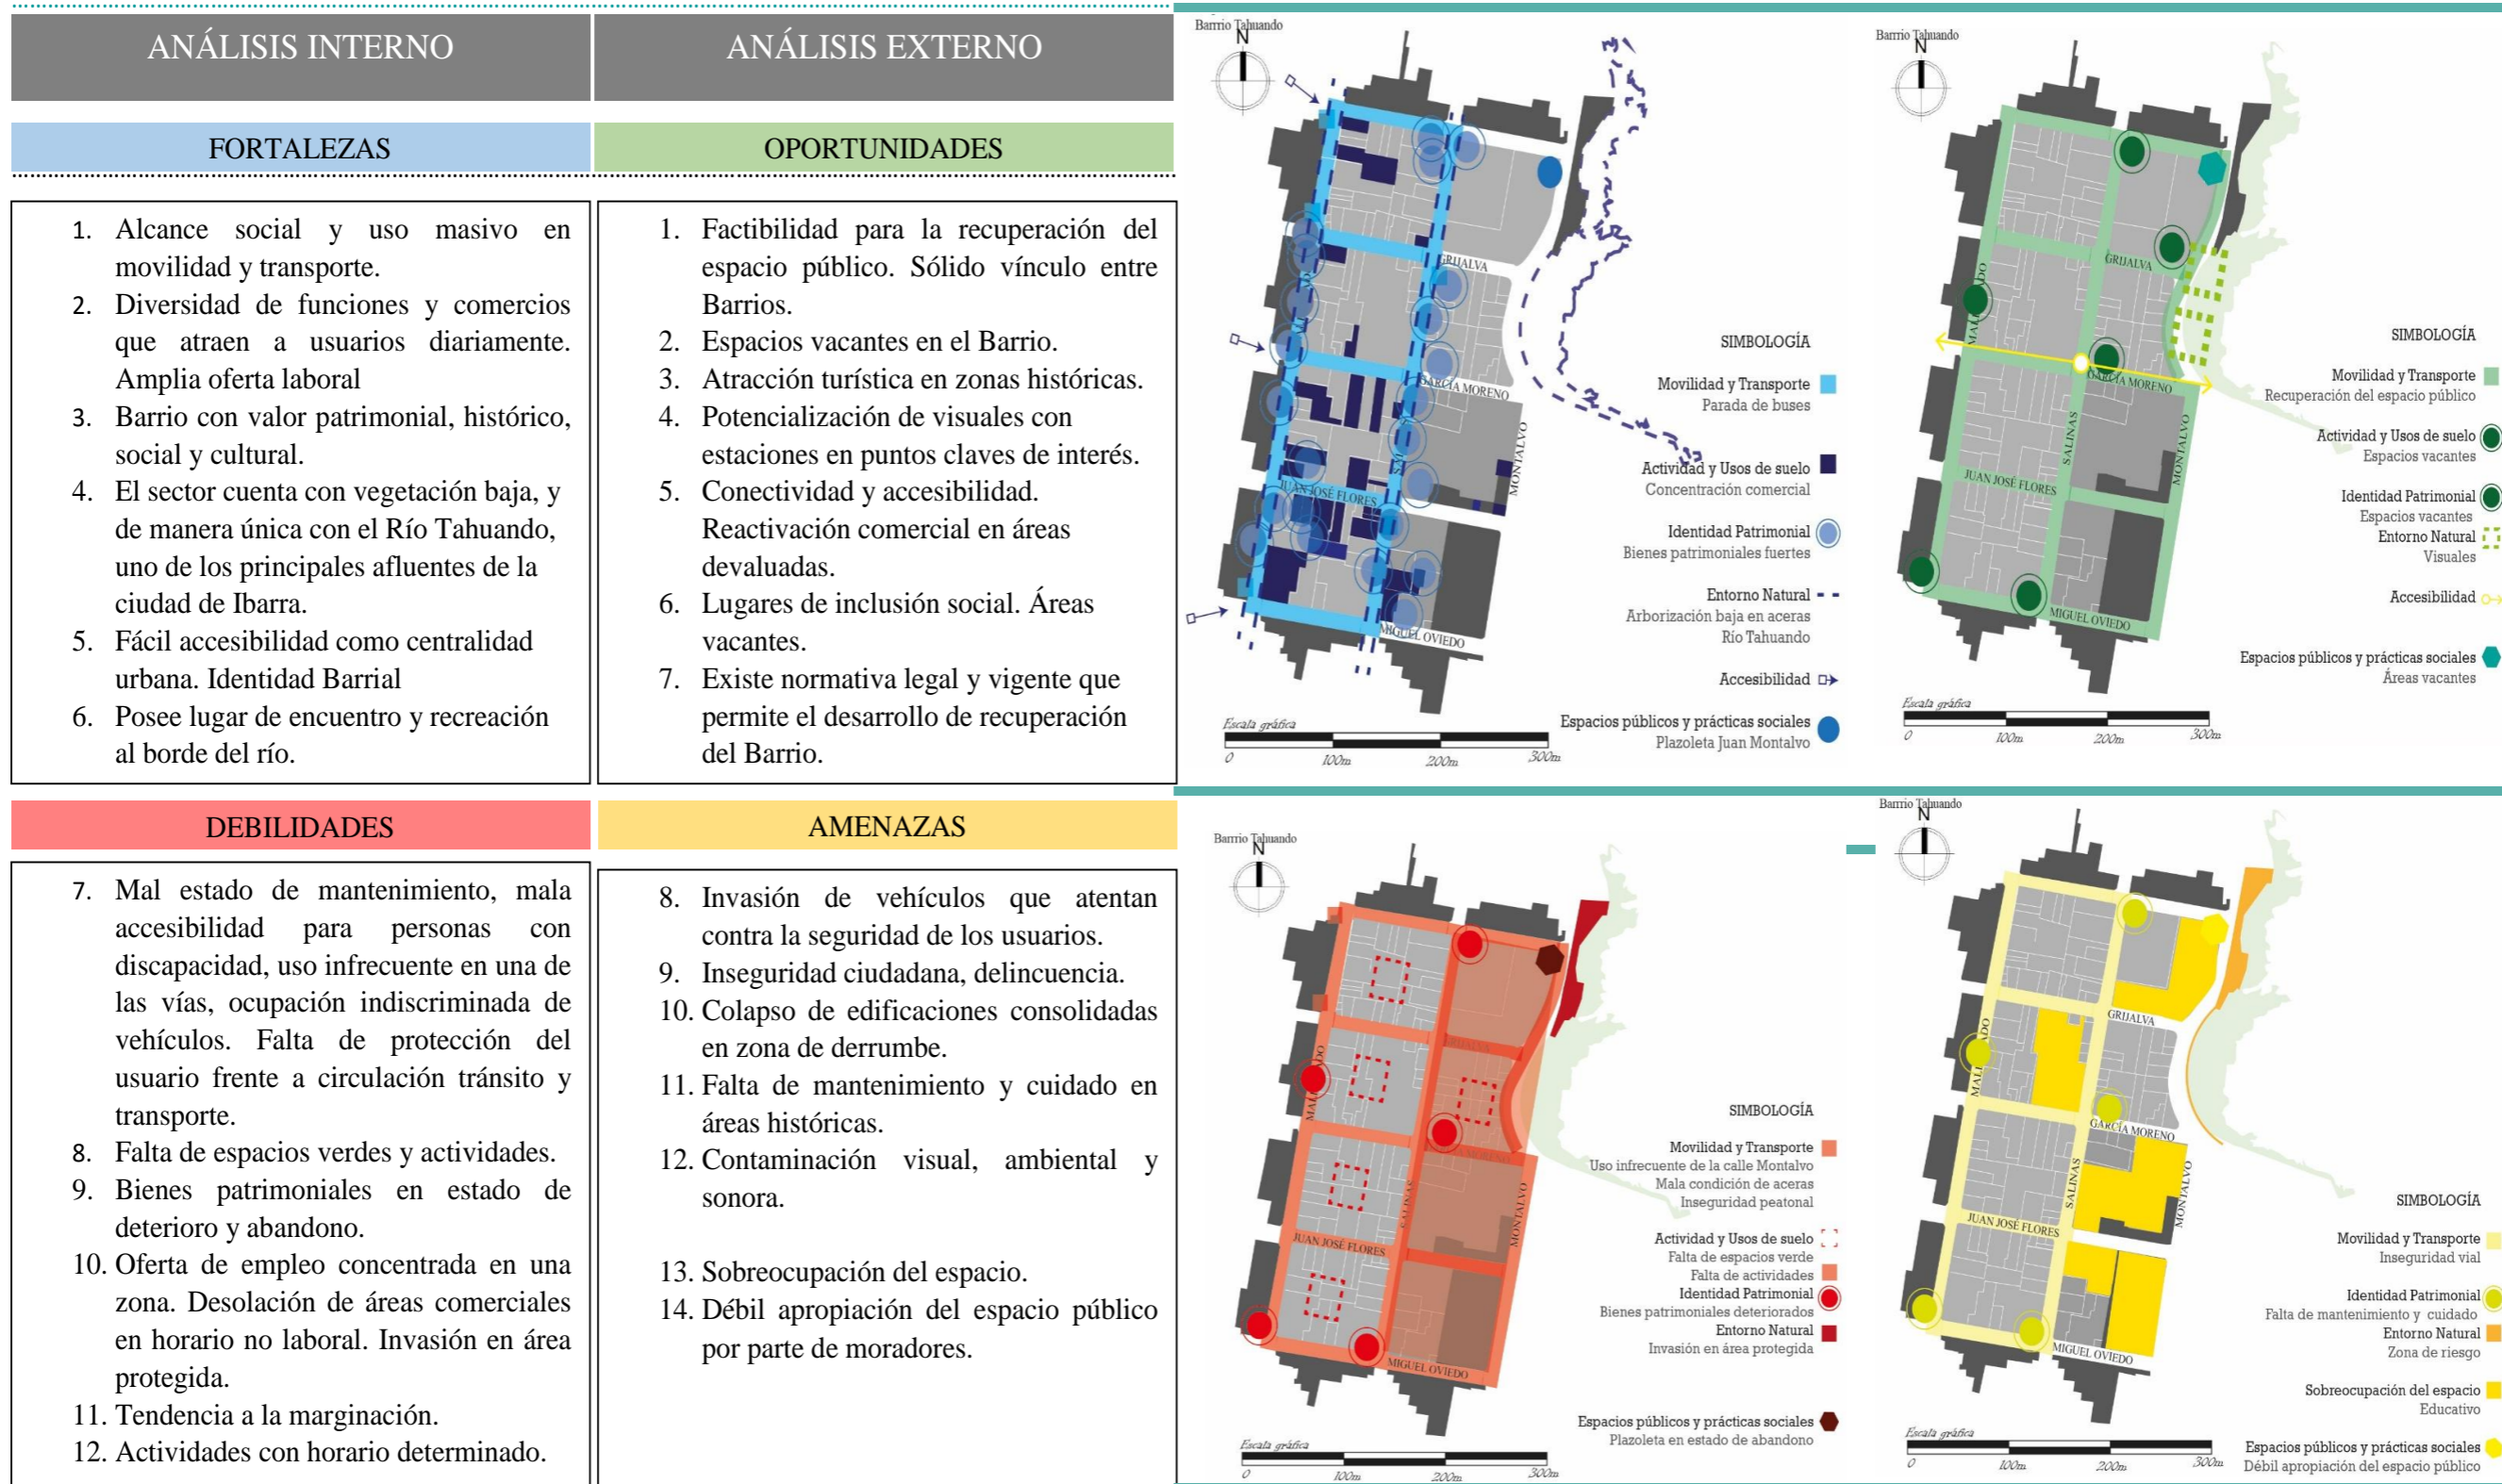 ANÁLISIS INTERNO
ANÁLISIS EXTERNO
FORTALEZAS
OPORTUNIDADES
1. Alcance social y uso masivo en
movilidad y transporte.
2. Diversidad de funciones y comercios
que atraen a usuarios diariamente.
Amplia oferta laboral
3. Barrio con valor patrimonial, histórico,
social y cultural.
4. El sector cuenta con vegetación baja, y
de manera única con el Río Tahuando,
uno de los principales afluentes de la
ciudad de Ibarra.
5. Fácil accesibilidad como centralidad
urbana. Identidad Barrial
6. Posee lugar de encuentro y recreación
al borde del río.
1. Factibilidad para la recuperación del
espacio público. Sólido vínculo entre
Barrios.
2. Espacios vacantes en el Barrio.
3. Atracción turística en zonas históricas.
4. Potencialización de visuales con
estaciones en puntos claves de interés.
5. Conectividad y accesibilidad.
Reactivación comercial en áreas
devaluadas.
6. Lugares de inclusión social. Áreas
vacantes.
7. Existe normativa legal y vigente que
permite el desarrollo de recuperación
del Barrio.
DEBILIDADES
AMENAZAS
7. Mal estado de mantenimiento, mala
accesibilidad para personas con
discapacidad, uso infrecuente en una de
las vías, ocupación indiscriminada de
vehículos. Falta de protección del
usuario frente a circulación tránsito y
transporte.
8. Falta de espacios verdes y actividades.
9. Bienes patrimoniales en estado de
deterioro y abandono.
10. Oferta de empleo concentrada en una
zona. Desolación de áreas comerciales
en horario no laboral. Invasión en área
protegida.
11. Tendencia a la marginación.
12. Actividades con horario determinado.
8. Invasión de vehículos que atentan
contra la seguridad de los usuarios.
9. Inseguridad ciudadana, delincuencia.
10. Colapso de edificaciones consolidadas
en zona de derrumbe.
11. Falta de mantenimiento y cuidado en
áreas históricas.
12. Contaminación visual, ambiental y
sonora.
13. Sobreocupación del espacio.
14. Débil apropiación del espacio público
por parte de moradores.
Barrrio Tahuando
N
GRIJALVA
GARCÍA MORENO
JUAN JOSÉ FLORES
MONTALVO
MIGUEL OVIEDO
SIMBOLOGÍA
Movilidad y Transporte
Parada de buses
Actividad y Usos de suelo
Concentración comercial
Identidad Patrimonial
Bienes patrimoniales fuertes
Entorno Natural
Arborización baja en aceras
Río Tahuando
Accesibilidad
Espacios públicos y prácticas sociales
Plazoleta Juan Montalvo
Escala gráfica
0 100m 200m 300m
Barrrio Tahuando
N
GRIJALVA
GARCÍA MORENO
SALINAS
MONTALVO
JUAN JOSÉ FLORES
MIGUEL OVIEDO
SIMBOLOGÍA
Movilidad y Transporte
Recuperación del espacio público
Actividad y Usos de suelo
Espacios vacantes
Identidad Patrimonial
Espacios vacantes
Entorno Natural
Visuales
Accesibilidad
Espacios públicos y prácticas sociales
Áreas vacantes
Escala gráfica
0 100m 200m 300m
Barrrio Tahuando
N
GRIJALVA
SALINAS
MONTALVO
JUAN JOSÉ FLORES
MIGUEL OVIEDO
SIMBOLOGÍA
Movilidad y Transporte
Uso infrecuente de la calle Montalvo
Mala condición de aceras
Inseguridad peatonal
Actividad y Usos de suelo
Falta de espacios verde
Falta de actividades
Identidad Patrimonial
Bienes patrimoniales deteriorados
Entorno Natural
Invasión en área protegida
Espacios públicos y prácticas sociales
Plazoleta en estado de abandono
Escala gráfica
0 100m 200m 300m
Barrrio Tahuando
N
GRIJALVA
GARCÍA MORENO
SALINAS
MONTALVO
JUAN JOSÉ FLORES
MIGUEL OVIEDO
SIMBOLOGÍA
Movilidad y Transporte
Inseguridad vial
Identidad Patrimonial
Falta de mantenimiento y cuidado
Entorno Natural
Zona de riesgo
Sobreocupación del espacio
Educativo
Espacios públicos y prácticas sociales
Débil apropiación del espacio público
Escala gráfica
0 100m 200m 300m